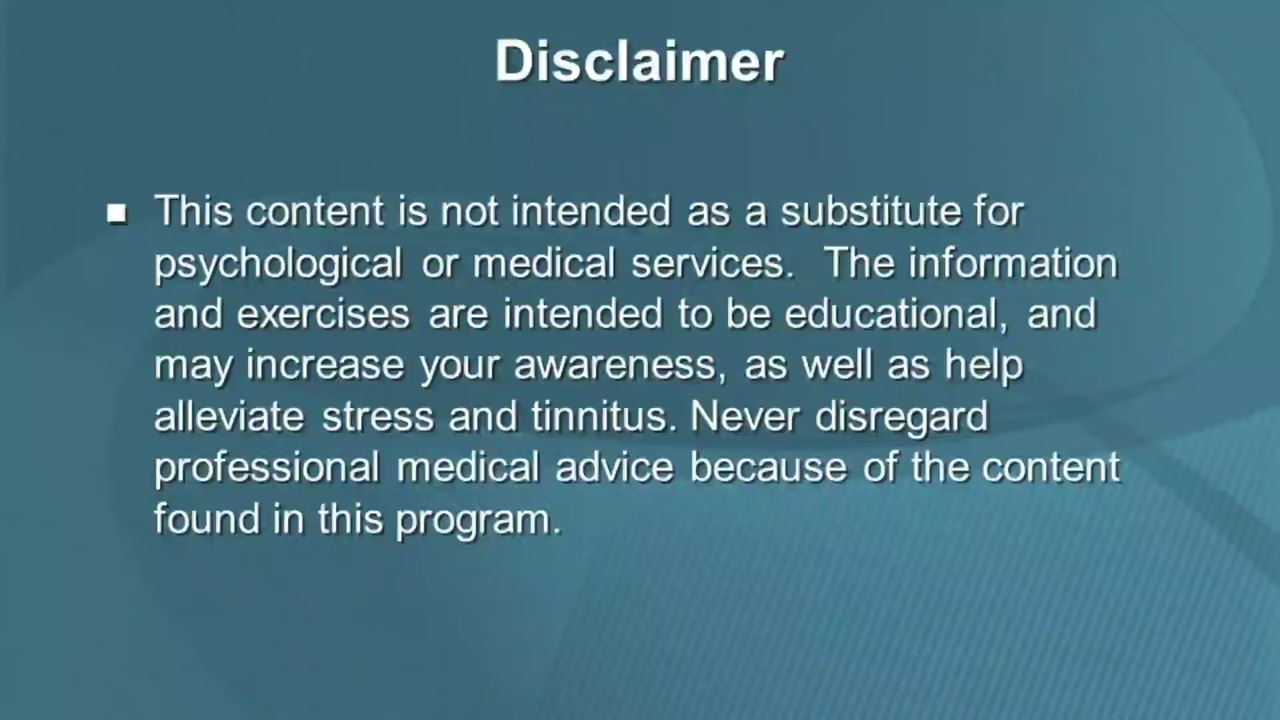 Disclaimer
This content is not intended as a substitute for
psychological or medical services. The information
and exercises are intended to be educational, and
may increase your awareness, as well as help
alleviate stress and tinnitus. Never disregard
professional medical advice because of the content
found in this program.